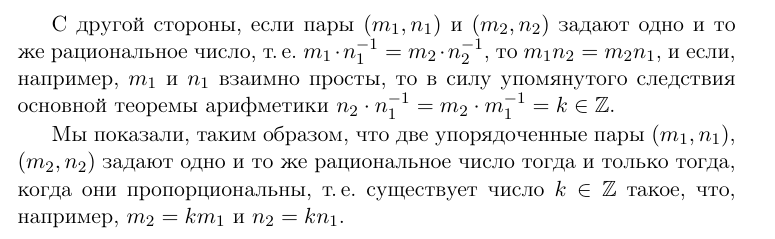 С другой стороны, если пары (m₁, n₁) и (m₂, n₂) задают одно и то
же рациональное число, т. е. m₁ · n₁⁻¹ = m₂ · n₂⁻¹, то m₁n₂ = m₂n₁, и если,
например, m₁ и n₁ взаимно просты, то в силу упомянутого следствия
основной теоремы арифметики n₂ · n₁⁻¹ = m₂ · m₁⁻¹ = k ∈ ℤ.
Мы показали, таким образом, что две упорядоченные пары (m₁, n₁),
(m₂, n₂) задают одно и то же рациональное число тогда и только тогда,
когда они пропорциональны, т. е. существует число k ∈ ℤ такое, что,
например, m₂ = km₁ и n₂ = kn₁.